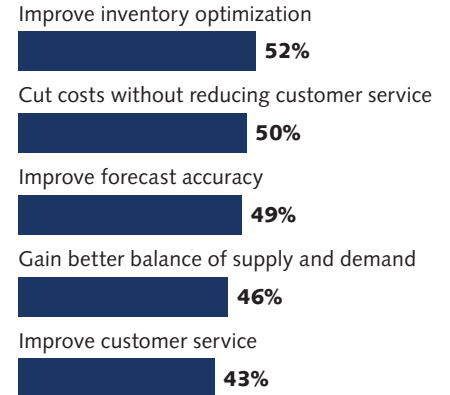 Improve inventory optimization
52%
Cut costs without reducing customer service
50%
Improve forecast accuracy
49%
Gain better balance of supply and demand
46%
Improve customer service
43%